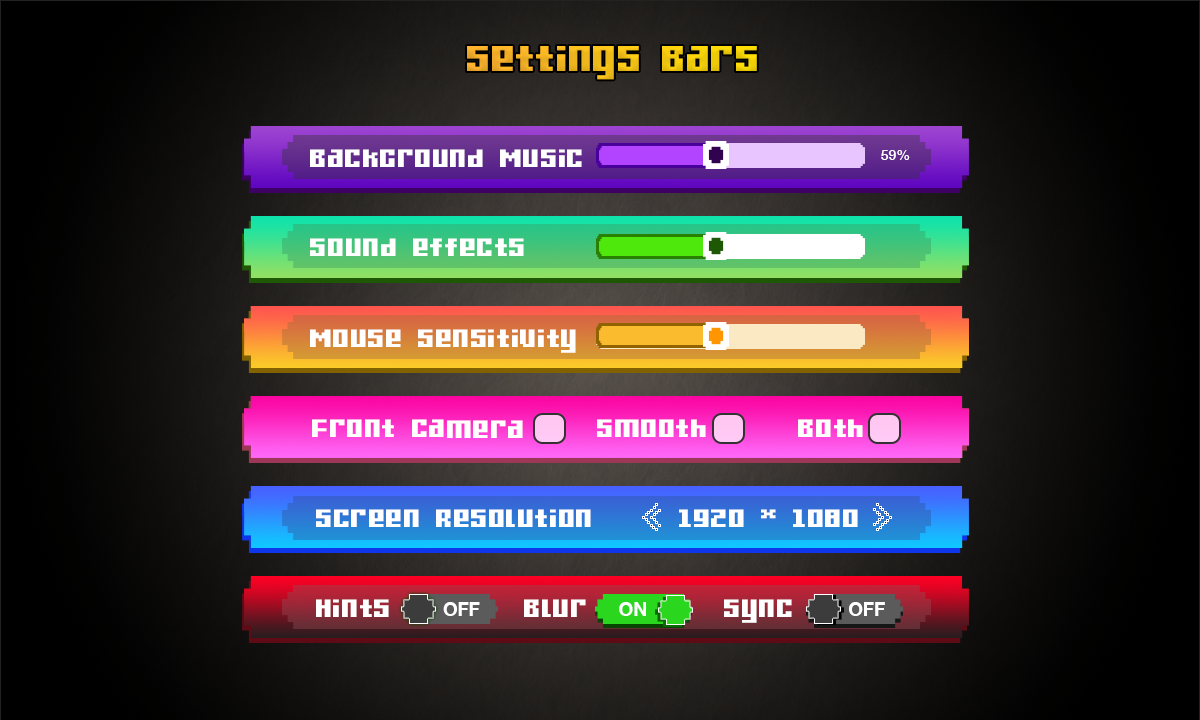 Settings Bars
Background Music 59%
Sound Effects
Mouse Sensitivity
Front Camera Smooth Both
Screen Resolution 1920 × 1080
Hints OFF Blur ON Sync OFF